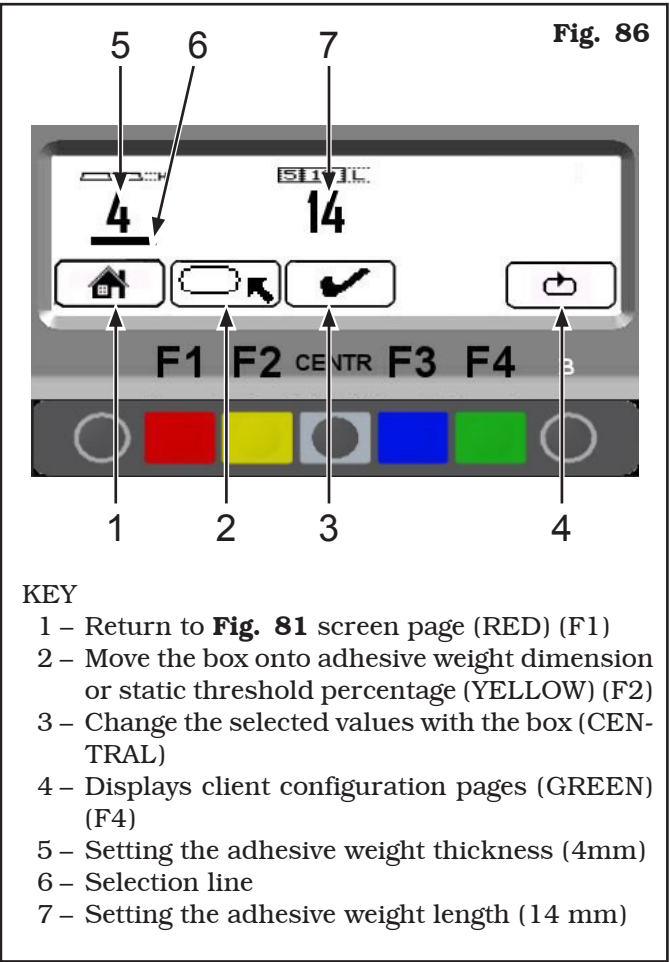 Fig. 86
5 6 7
4 14
F1 F2 CENTR F3 F4 B
1 2 3 4
KEY
1 – Return to Fig. 81 screen page (RED) (F1)
2 – Move the box onto adhesive weight dimension
or static threshold percentage (YELLOW) (F2)
3 – Change the selected values with the box (CEN-
TRAL)
4 – Displays client configuration pages (GREEN)
(F4)
5 – Setting the adhesive weight thickness (4mm)
6 – Selection line
7 – Setting the adhesive weight length (14 mm)